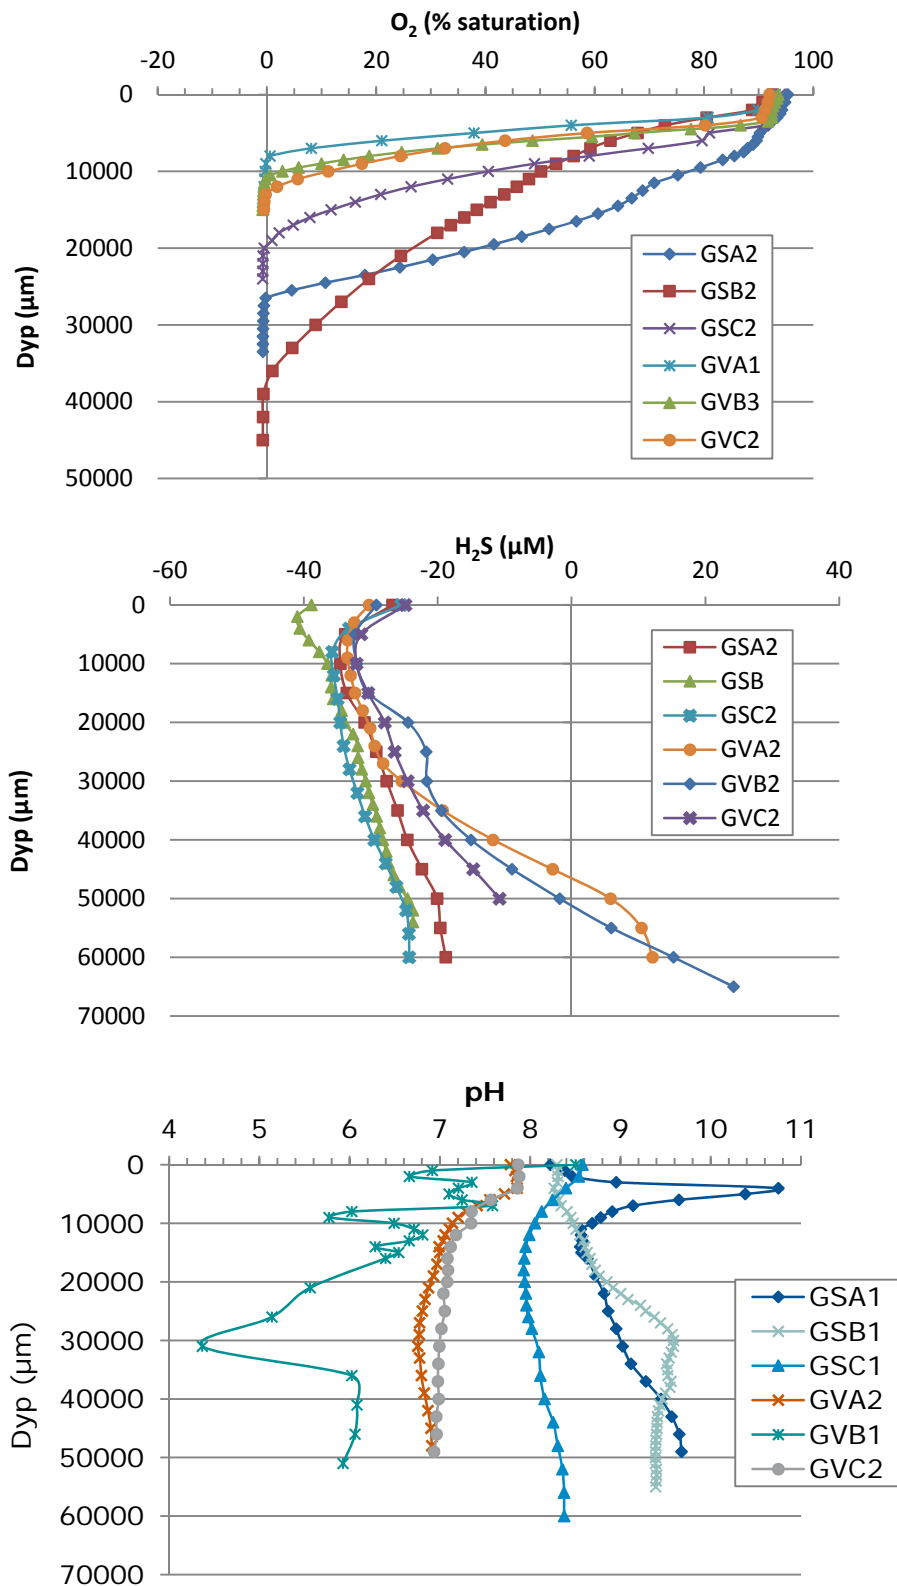 O₂ (% saturation)
-20 0 20 40 60 80 100
0
10000
20000
30000
40000
50000
Dyp (µm)
GSA2
GSB2
GSC2
GVA1
GVB3
GVC2
H₂S (µM)
-60 -40 -20 0 20 40
0
10000
20000
30000
40000
50000
60000
70000
Dyp (µm)
GSA2
GSB
GSC2
GVA2
GVB2
GVC2
pH
4 5 6 7 8 9 10 11
0
10000
20000
30000
40000
50000
60000
70000
Dyp (µm)
GSA1
GSB1
GSC1
GVA2
GVB1
GVC2